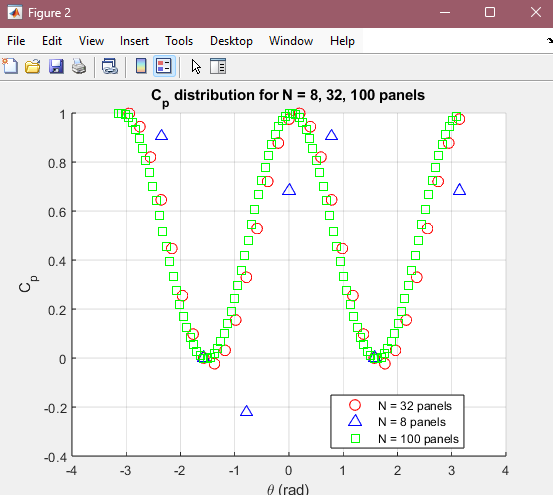 Figure 2
File Edit View Insert Tools Desktop Window Help
Cp distribution for N = 8, 32, 100 panels
1
0.8
0.6
0.4
0.2
0
-0.2
-0.4
Cp
N = 32 panels
N = 8 panels
N = 100 panels
-4 -3 -2 -1 0 1 2 3 4
θ (rad)